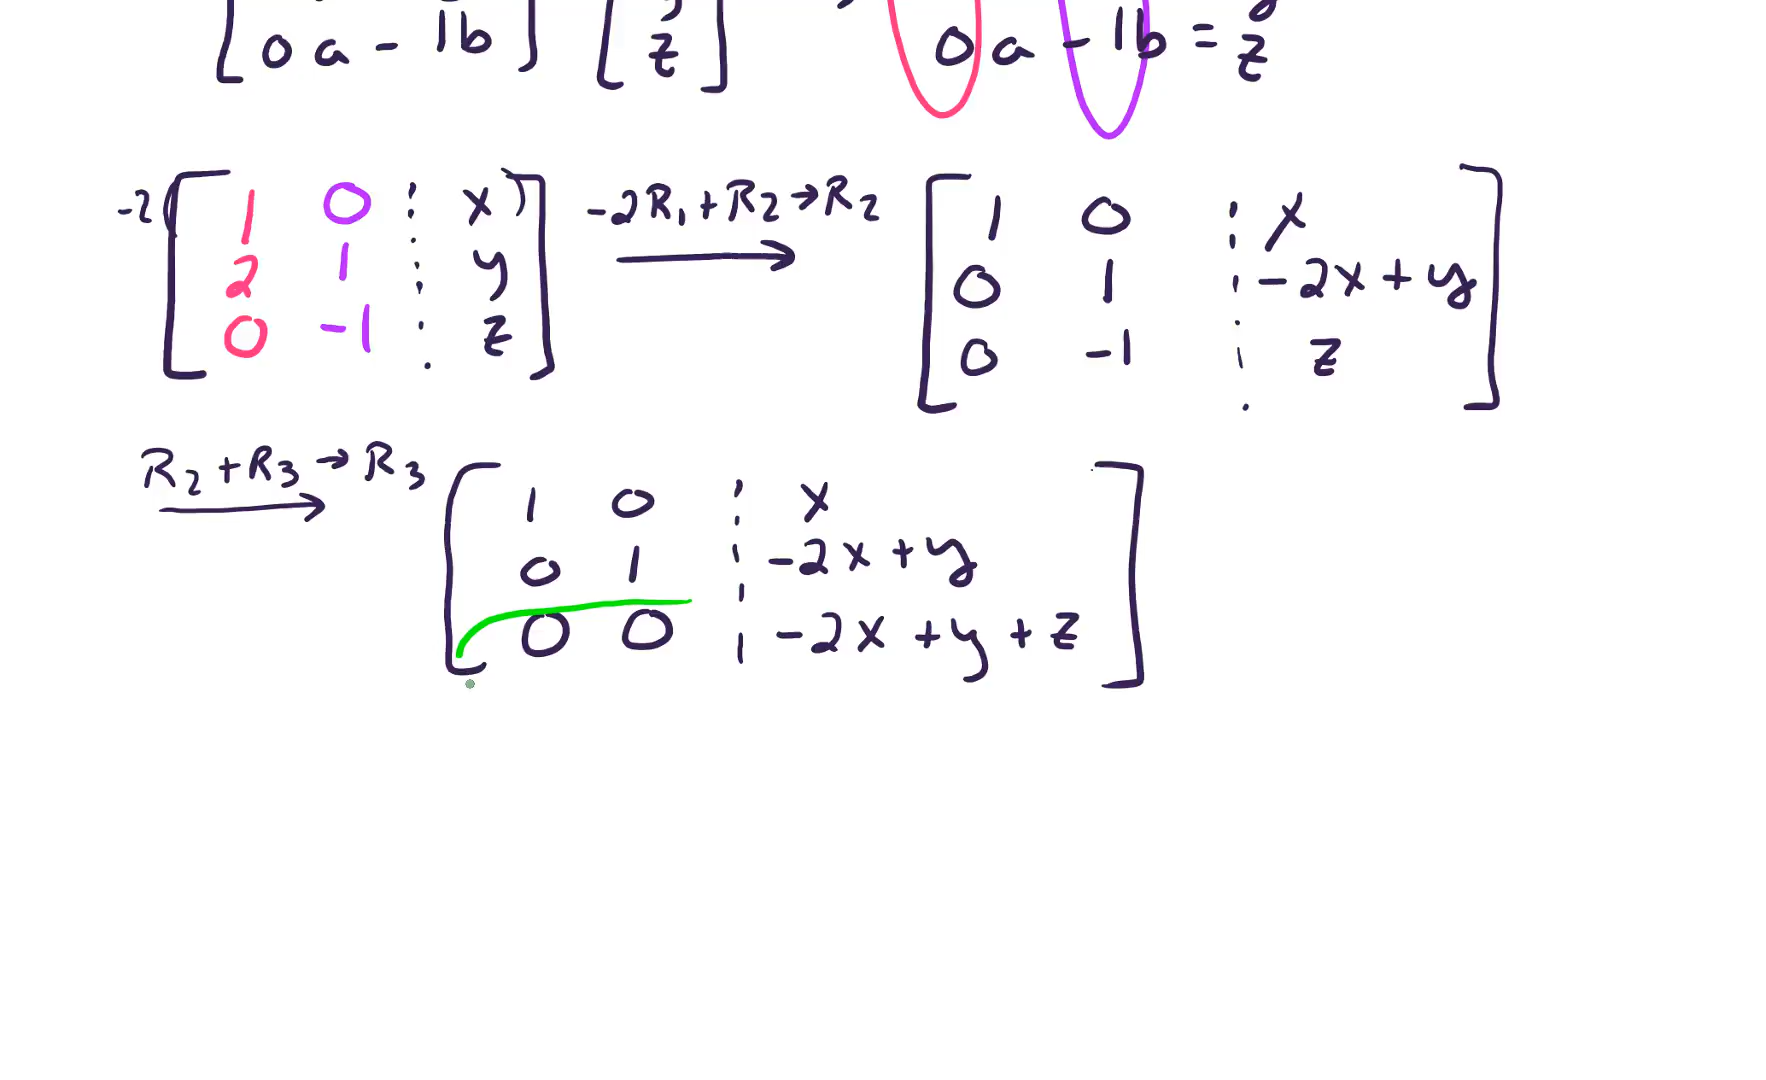 [ 0 a - 1b ] [ z ] 0 a - 1b = z
-2( [ 1 0 ⋮ x ) ] -2R₁ + R₂ → R₂ [ 1 0 ⋮ x ]
[ 2 1 ⋮ y ] [ 0 1 ⋮ -2x + y ]
[ 0 -1 ⋮ z ] [ 0 -1 ⋮ z ]
R₂ + R₃ → R₃ [ 1 0 ⋮ x ]
[ 0 1 ⋮ -2x + y ]
[ 0 0 ⋮ -2x + y + z ]